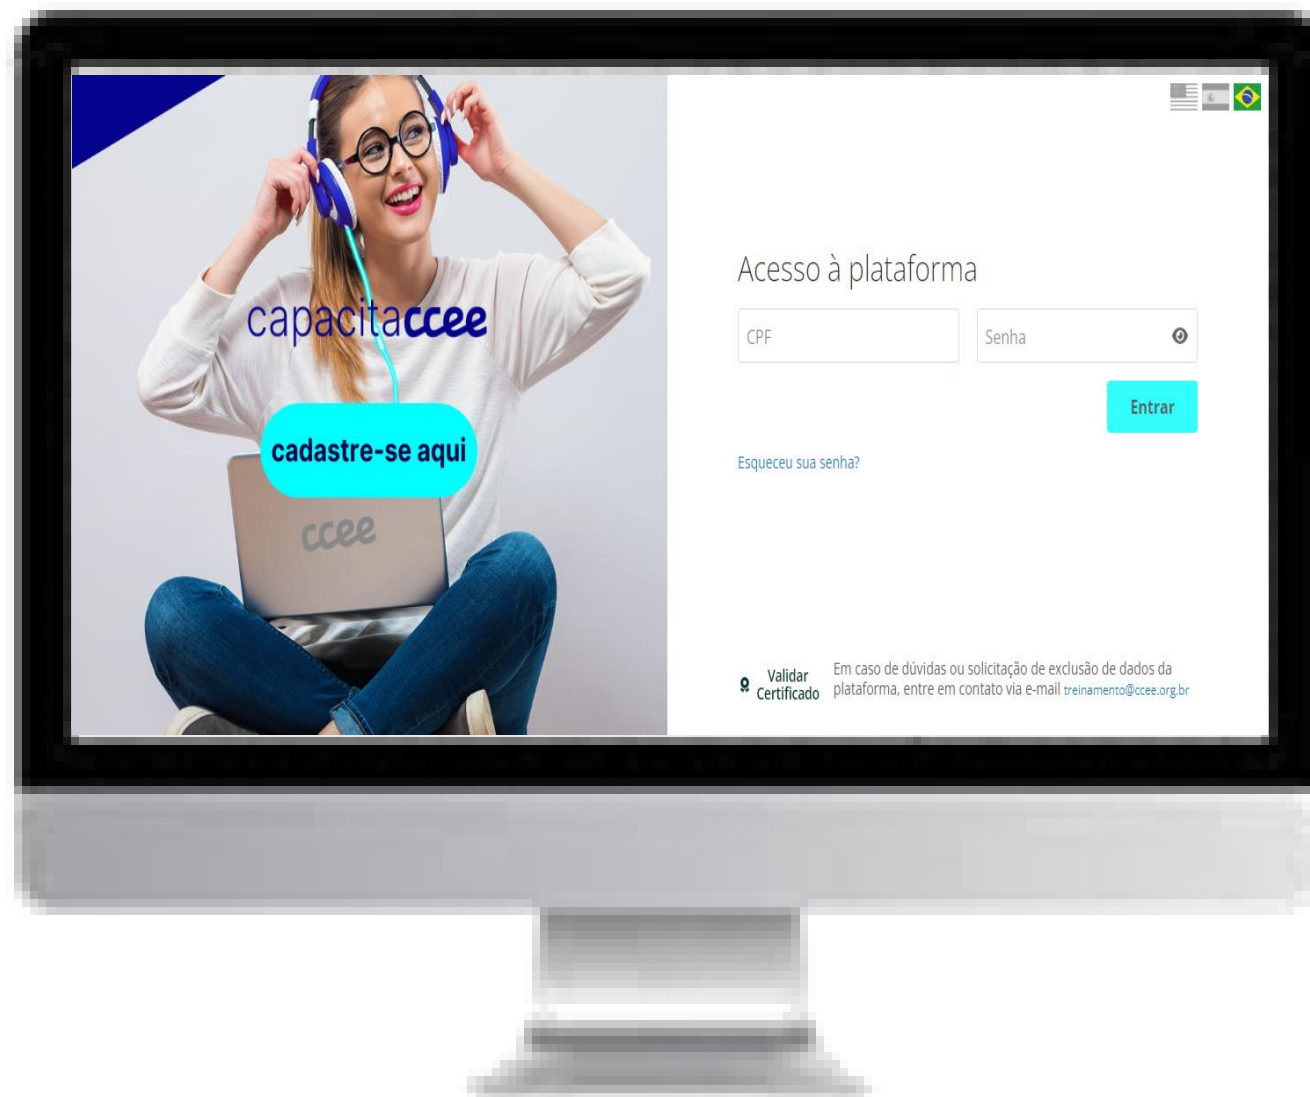 capacitaccee
cadastre-se aqui
ccee
Acesso à plataforma
CPF
Senha
Entrar
Esqueceu sua senha?
Validar
Certificado
Em caso de dúvidas ou solicitação de exclusão de dados da
plataforma, entre em contato via e-mail treinamento@ccee.org.br